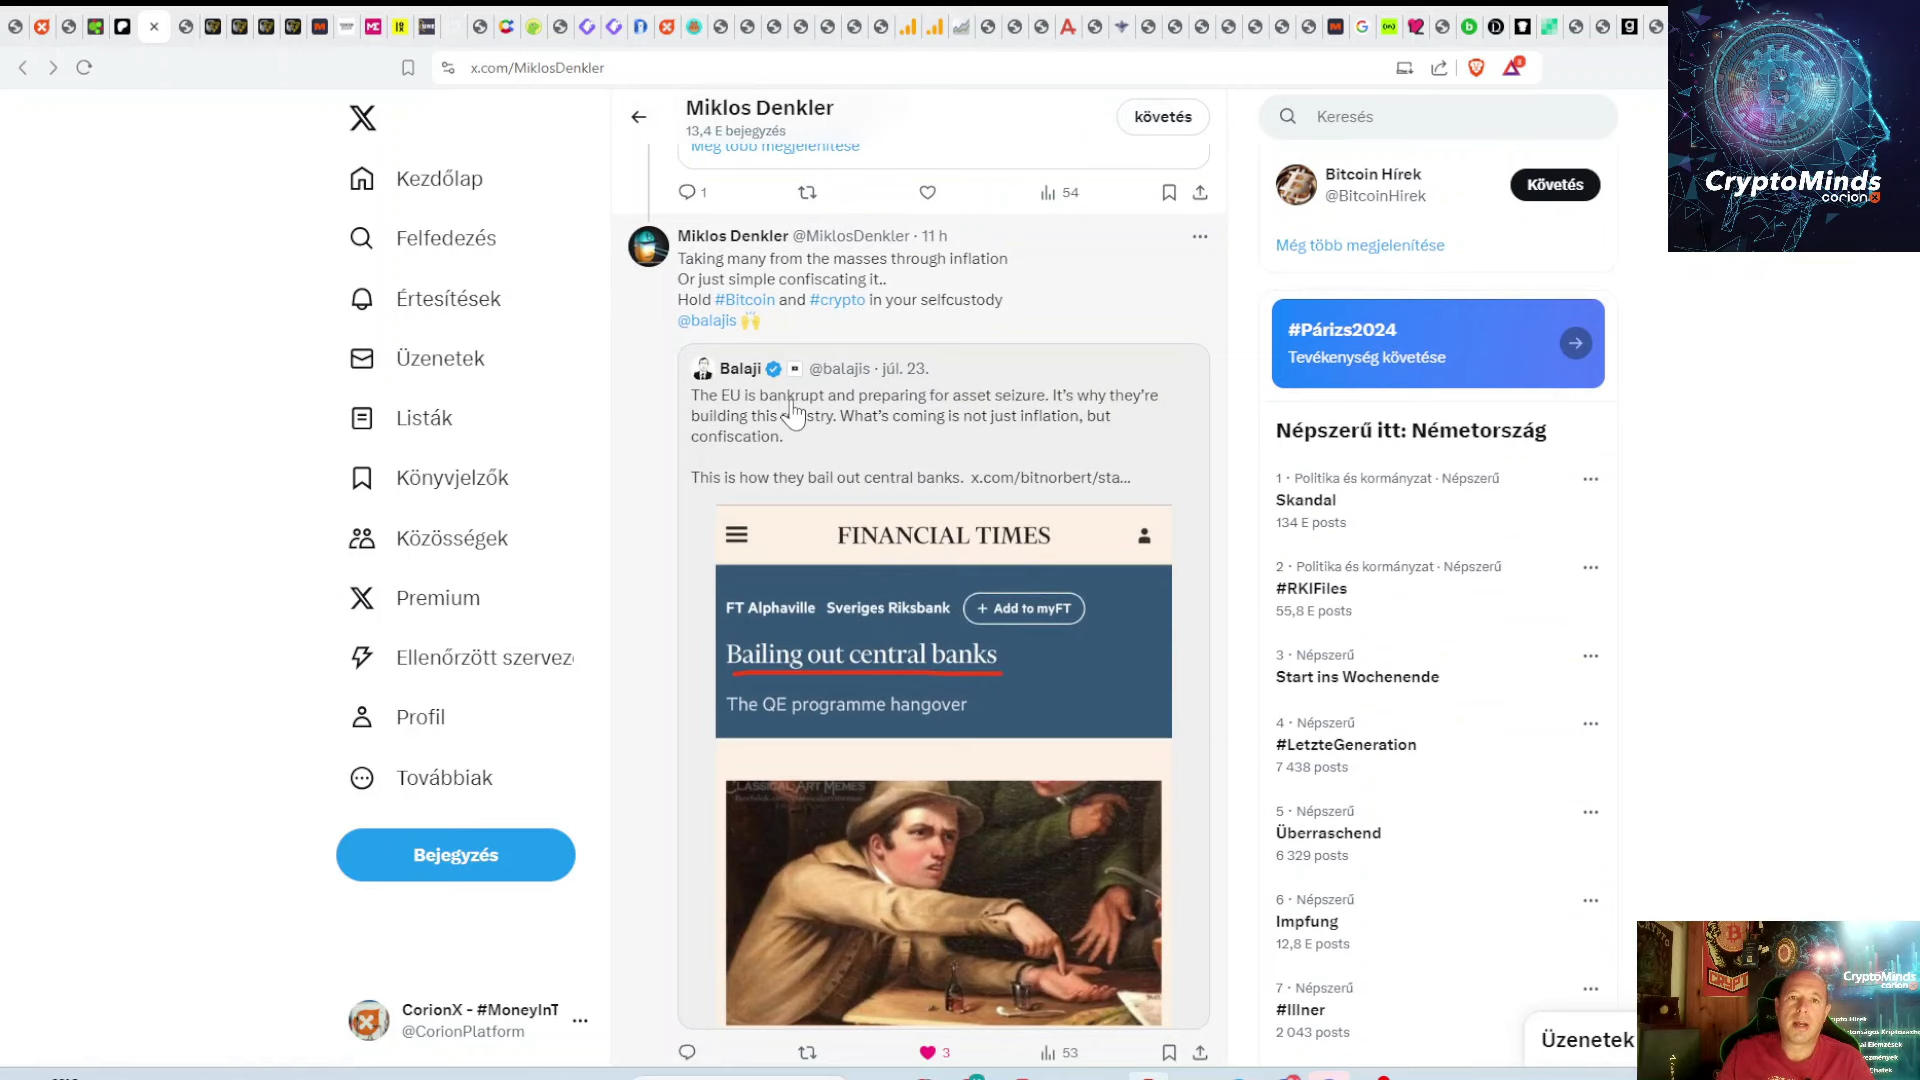 x.com/MiklosDenkler
Kezdőlap
Felfedezés
Értesítések
Üzenetek
Listák
Könyvjelzők
Közösségek
Premium
Ellenőrzött szervez
Profil
Továbbiak
Bejegyzés
CorionX - #MoneyInT
@CorionPlatform
Miklos Denkler
13,4 E bejegyzés
követés
Még több megjelenítése
1
54
Miklos Denkler @MiklosDenkler · 11 h
Taking many from the masses through inflation
Or just simple confiscating it..
Hold #Bitcoin and #crypto in your selfcustody
@balajis 🙌
Balaji @balajis · júl. 23.
The EU is bankrupt and preparing for asset seizure. It's why they're
building this stry. What's coming is not just inflation, but
confiscation.
This is how they bail out central banks. x.com/bitnorbert/sta...
FINANCIAL TIMES
FT Alphaville Sveriges Riksbank + Add to myFT
Bailing out central banks
The QE programme hangover
CLASSICAL ART MEMES
3
53
Keresés
Bitcoin Hírek
@BitcoinHirek
Követés
Még több megjelenítése
#Párizs2024
Tevékenység követése
Népszerű itt: Németország
1 · Politika és kormányzat · Népszerű
Skandal
134 E posts
2 · Politika és kormányzat · Népszerű
#RKIFiles
55,8 E posts
3 · Népszerű
Start ins Wochenende
4 · Népszerű
#LetzteGeneration
7 438 posts
5 · Népszerű
Überraschend
6 329 posts
6 · Népszerű
Impfung
12,8 E posts
7 · Népszerű
#Illner
2 043 posts
Üzenetek
CryptoMinds
corion
CryptoMinds
corion